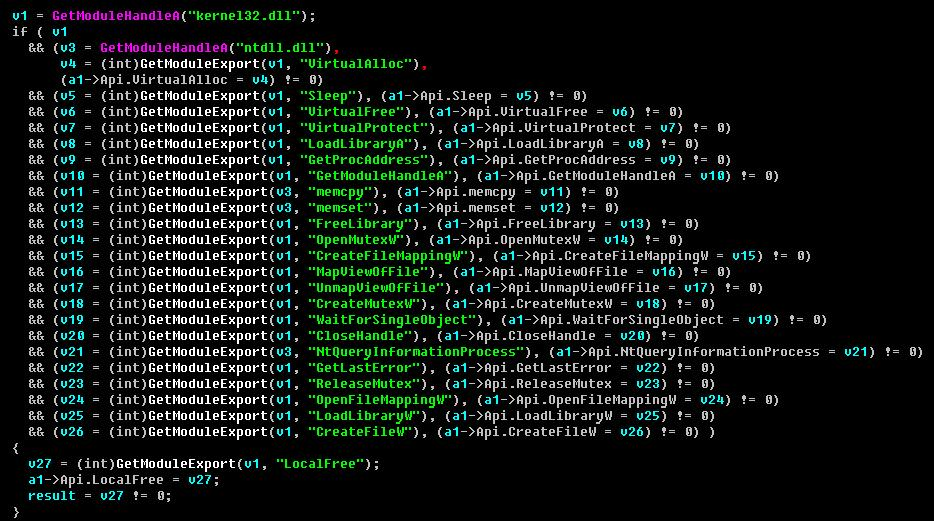 v1 = GetModuleHandleA("kernel32.dll");
if ( v1
  && (v3 = GetModuleHandleA("ntdll.dll"),
      v4 = (int)GetModuleExport(v1, "VirtualAlloc"),
      (a1->Api.VirtualAlloc = v4) != 0)
  && (v5 = (int)GetModuleExport(v1, "Sleep"), (a1->Api.Sleep = v5) != 0)
  && (v6 = (int)GetModuleExport(v1, "VirtualFree"), (a1->Api.VirtualFree = v6) != 0)
  && (v7 = (int)GetModuleExport(v1, "VirtualProtect"), (a1->Api.VirtualProtect = v7) != 0)
  && (v8 = (int)GetModuleExport(v1, "LoadLibraryA"), (a1->Api.LoadLibraryA = v8) != 0)
  && (v9 = (int)GetModuleExport(v1, "GetProcAddress"), (a1->Api.GetProcAddress = v9) != 0)
  && (v10 = (int)GetModuleExport(v1, "GetModuleHandleA"), (a1->Api.GetModuleHandleA = v10) != 0)
  && (v11 = (int)GetModuleExport(v3, "memcpy"), (a1->Api.memcpy = v11) != 0)
  && (v12 = (int)GetModuleExport(v3, "memset"), (a1->Api.memset = v12) != 0)
  && (v13 = (int)GetModuleExport(v1, "FreeLibrary"), (a1->Api.FreeLibrary = v13) != 0)
  && (v14 = (int)GetModuleExport(v1, "OpenMutexW"), (a1->Api.OpenMutexW = v14) != 0)
  && (v15 = (int)GetModuleExport(v1, "CreateFileMappingW"), (a1->Api.CreateFileMappingW = v15) != 0)
  && (v16 = (int)GetModuleExport(v1, "MapViewOfFile"), (a1->Api.MapViewOfFile = v16) != 0)
  && (v17 = (int)GetModuleExport(v1, "UnmapViewOfFile"), (a1->Api.UnmapViewOfFile = v17) != 0)
  && (v18 = (int)GetModuleExport(v1, "CreateMutexW"), (a1->Api.CreateMutexW = v18) != 0)
  && (v19 = (int)GetModuleExport(v1, "WaitForSingleObject"), (a1->Api.WaitForSingleObject = v19) != 0)
  && (v20 = (int)GetModuleExport(v1, "CloseHandle"), (a1->Api.CloseHandle = v20) != 0)
  && (v21 = (int)GetModuleExport(v3, "NtQueryInformationProcess"), (a1->Api.NtQueryInformationProcess = v21) != 0)
  && (v22 = (int)GetModuleExport(v1, "GetLastError"), (a1->Api.GetLastError = v22) != 0)
  && (v23 = (int)GetModuleExport(v1, "ReleaseMutex"), (a1->Api.ReleaseMutex = v23) != 0)
  && (v24 = (int)GetModuleExport(v1, "OpenFileMappingW"), (a1->Api.OpenFileMappingW = v24) != 0)
  && (v25 = (int)GetModuleExport(v1, "LoadLibraryW"), (a1->Api.LoadLibraryW = v25) != 0)
  && (v26 = (int)GetModuleExport(v1, "CreateFileW"), (a1->Api.CreateFileW = v26) != 0) )
{
  v27 = (int)GetModuleExport(v1, "LocalFree");
  a1->Api.LocalFree = v27;
  result = v27 != 0;
}